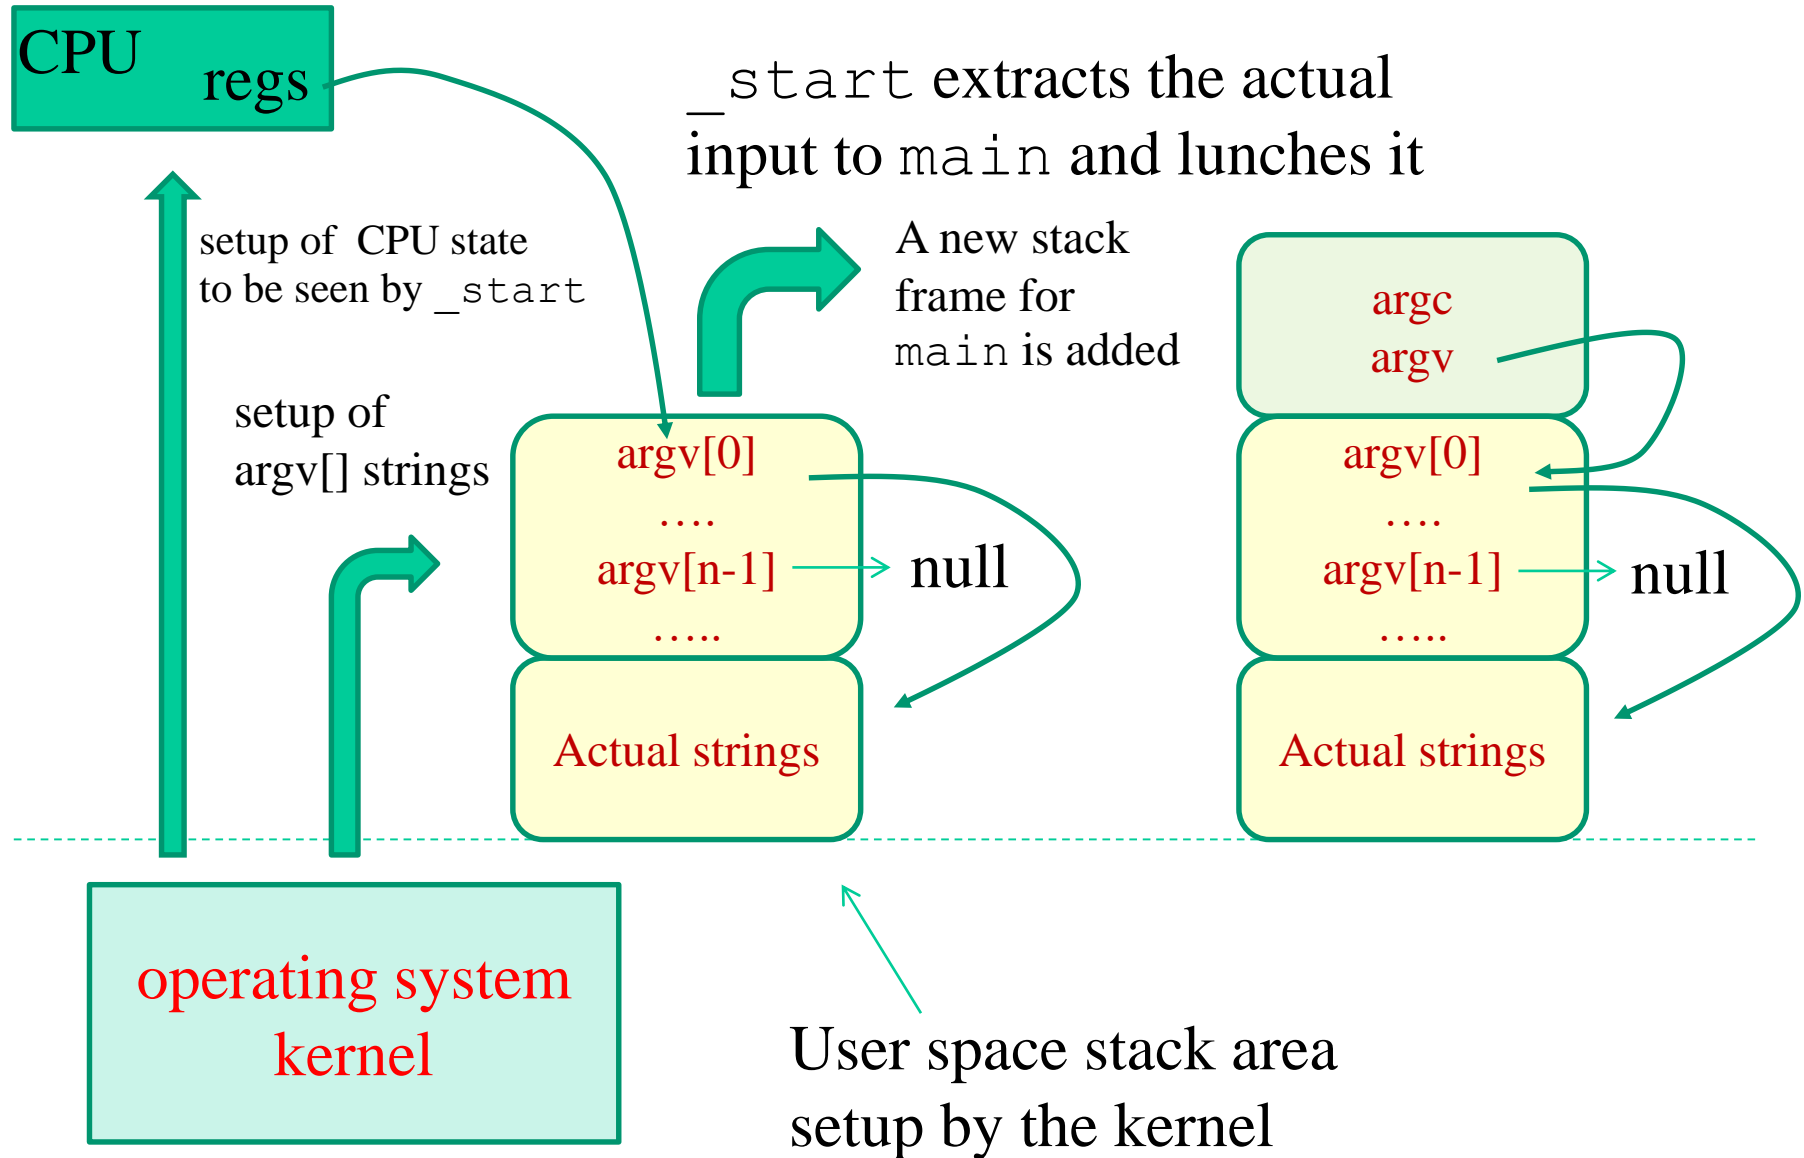 CPU
regs
_start extracts the actual
input to main and lunches it
setup of CPU state
to be seen by _start
A new stack
frame for
main is added
argc
argv
setup of
argv[] strings
argv[0]
....
argv[n-1]
null
.....
Actual strings
argv[0]
....
argv[n-1]
null
.....
Actual strings
operating system
kernel
User space stack area
setup by the kernel